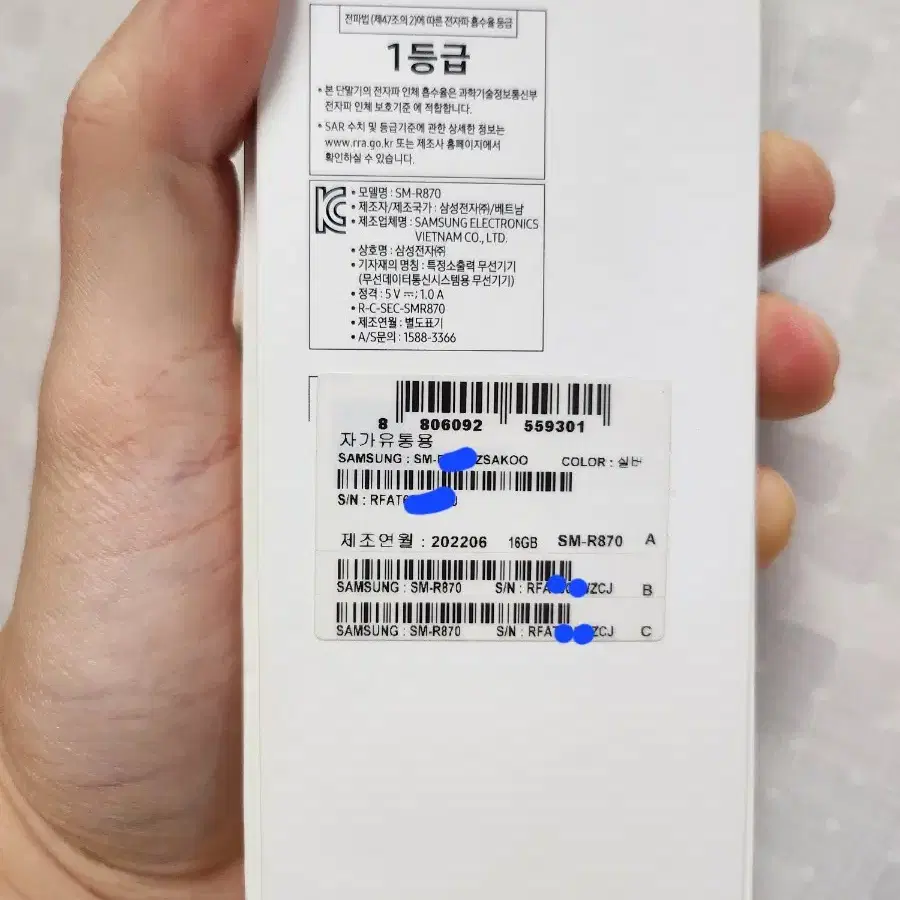 전파법 (제47조의 2)에 따른 전자파 흡수율 등급
1등급
* 본 단말기의 전자파 인체 흡수율은 과학기술정보통신부
전자파 인체 보호기준 에 적합합니다.
* SAR 수치 및 등급기준에 관한 상세한 정보는
www.rra.go.kr 또는 제조사 홈페이지에서
확인하실 수 있습니다.
• 모델명 : SM-R870
• 제조자/제조국가 : 삼성전자㈜/베트남
• 제조업체명 : SAMSUNG ELECTRONICS
VIETNAM CO., LTD.
• 상호명 : 삼성전자㈜
• 기자재의 명칭 : 특정소출력 무선기기
(무선데이터통신시스템용 무선기기)
• 정격 : 5 V ⎓; 1.0 A
• R-C-SEC-SMR870
• 제조연월 : 별도표기
• A/S문의 : 1588-3366
8 806092 559301
자가유통용
SAMSUNG : SM- ZSAKOO COLOR : 실버
S/N : RFAT
제조연월 : 202206 16GB SM-R870 A
SAMSUNG : SM-R870 S/N : RFA ZCJ B
SAMSUNG : SM-R870 S/N : RFAT ZCJ C